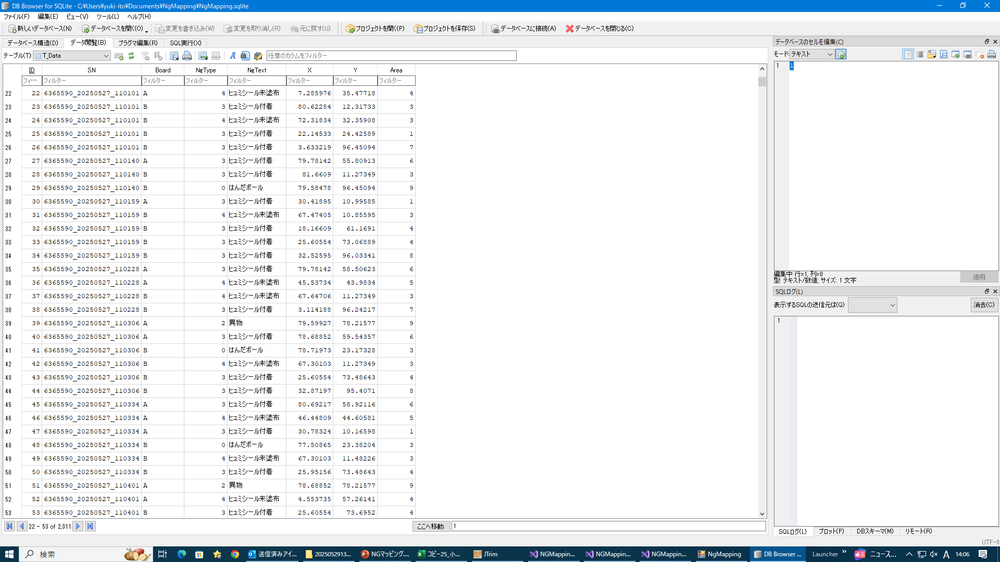 DB Browser for SQLite - C:¥Users¥yuki-ito¥Documents¥NgMapping¥NgMapping.sqlite
ファイル(F) 編集(E) ビュー(V) ツール(L) ヘルプ(H)
新しいデータベース(N) データベースを開く(O) 変更を書き込み(W) 変更を取り消し(R) 元に戻す(U) プロジェクトを開く(P) プロジェクトを保存(S) データベースに接続(A) データベースを閉じる(C)
データベース構造(D) データ閲覧(B) プラグマ編集(R) SQL実行(X)
テーブル(T): T_Data 任意のカラムをフィルター
ID SN Board NgType NgText X Y Area
フィ… フィルター フィルター フィルター フィルター フィルター フィルター フィルター
22 22 6365590_20250527_110101 A 4 ヒュミシール未塗布 7.285976 35.47718 4
23 23 6365590_20250527_110101 B 3 ヒュミシール付着 80.62284 12.31733 3
24 24 6365590_20250527_110101 B 4 ヒュミシール未塗布 72.31834 32.35908 3
25 25 6365590_20250527_110101 B 3 ヒュミシール付着 22.14533 24.42589 1
26 26 6365590_20250527_110101 B 3 ヒュミシール付着 3.633219 96.45094 7
27 27 6365590_20250527_110140 A 3 ヒュミシール付着 79.78142 55.80913 6
28 28 6365590_20250527_110140 B 3 ヒュミシール付着 81.6609 11.27349 3
29 29 6365590_20250527_110140 B 0 はんだボール 79.58478 96.45094 9
30 30 6365590_20250527_110159 A 3 ヒュミシール付着 30.41895 10.99585 1
31 31 6365590_20250527_110159 B 4 ヒュミシール未塗布 67.47405 10.85595 3
32 32 6365590_20250527_110159 B 3 ヒュミシール付着 18.16609 61.1691 4
33 33 6365590_20250527_110159 B 3 ヒュミシール付着 25.60554 73.06889 4
34 34 6365590_20250527_110159 B 3 ヒュミシール付着 32.52595 96.03341 8
35 35 6365590_20250527_110228 A 3 ヒュミシール付着 79.78142 58.50623 6
36 36 6365590_20250527_110228 A 4 ヒュミシール未塗布 45.53734 43.9834 5
37 37 6365590_20250527_110228 B 4 ヒュミシール未塗布 67.64706 11.27349 3
38 38 6365590_20250527_110228 B 3 ヒュミシール付着 3.114188 96.24217 7
39 39 6365590_20250527_110306 A 2 異物 79.59927 78.21577 9
40 40 6365590_20250527_110306 A 3 ヒュミシール付着 78.68852 59.54357 6
41 41 6365590_20250527_110306 B 0 はんだボール 78.71973 23.17328 3
42 42 6365590_20250527_110306 B 4 ヒュミシール未塗布 67.30103 11.27349 3
43 43 6365590_20250527_110306 B 3 ヒュミシール付着 25.60554 73.48643 4
44 44 6365590_20250527_110306 B 3 ヒュミシール付着 32.87197 95.4071 8
45 45 6365590_20250527_110334 A 3 ヒュミシール付着 80.69217 58.92116 6
46 46 6365590_20250527_110334 A 4 ヒュミシール未塗布 46.44809 44.60581 5
47 47 6365590_20250527_110334 A 3 ヒュミシール付着 30.78324 10.16598 1
48 48 6365590_20250527_110334 B 0 はんだボール 77.50865 23.38204 3
49 49 6365590_20250527_110334 B 4 ヒュミシール未塗布 67.30103 11.48226 3
50 50 6365590_20250527_110334 B 3 ヒュミシール付着 25.95156 73.48643 4
51 51 6365590_20250527_110401 A 2 異物 78.68852 78.21577 9
52 52 6365590_20250527_110401 A 4 ヒュミシール未塗布 4.553735 57.26141 4
53 53 6365590_20250527_110401 B 3 ヒュミシール付着 25.60554 73.6952 4
22 - 53 of 2,311 ここへ移動: 1
データベースのセルを編集(C)
モード: テキスト
1 1
編集中 行=1, 列=0
型: テキスト/数値; サイズ: 1 文字 適用
SQLログ(L)
表示するSQLの送信元は(Q) 消去(C)
1
SQLログ(L) プロット(P) DBスキーマ(M) リモート(R)
UTF-8
検索 送信済みアイ... 2025052913... NGマッピング.... コピー25_小... JTrim NGMappin... NGMappin... NGMappin... NgMapping DB Browser ... Launcher ニュース... A 14:06